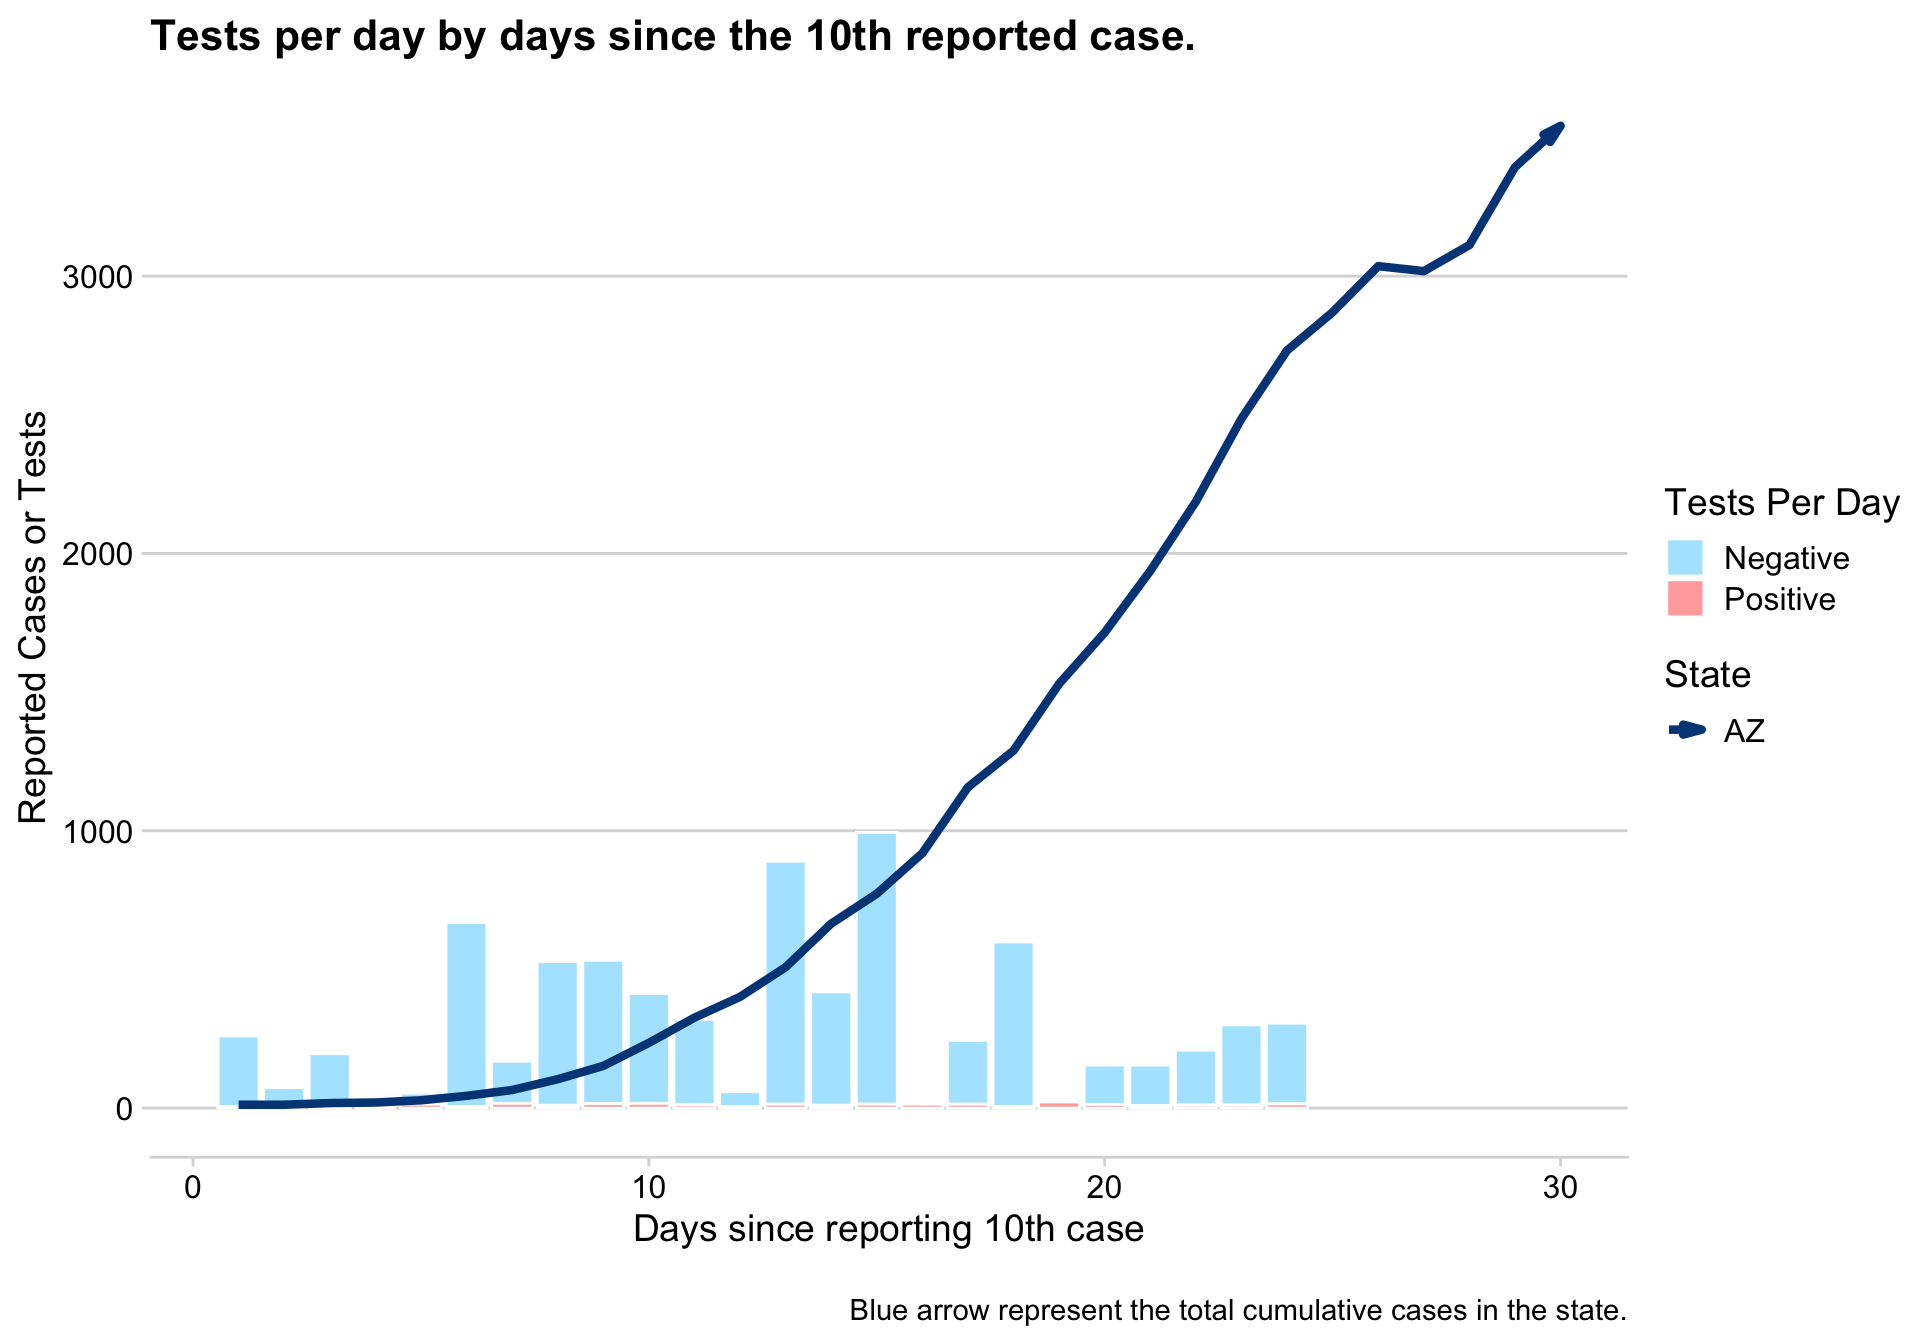 Tests per day by days since the 10th reported case.
Reported Cases or Tests
3000
2000
1000
0
0 10 20 30
Days since reporting 10th case
Tests Per Day
Negative
Positive
State
AZ
Blue arrow represent the total cumulative cases in the state.